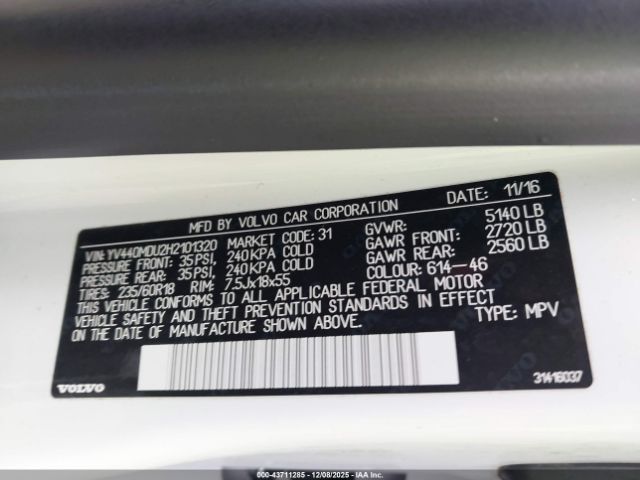 MFD BY VOLVO CAR CORPORATION DATE: 11/16
VIN: YV440MDU2H2101320 MARKET CODE: 31 GVWR: 5140 LB
PRESSURE FRONT: 35PSI, 240KPA COLD GAWR FRONT: 2720 LB
PRESSURE REAR: 35PSI, 240KPA COLD GAWR REAR: 2560 LB
TIRES: 235/60R18 RIM: 7.5Jx18x55 COLOUR: 614-46
THIS VEHICLE CONFORMS TO ALL APPLICABLE FEDERAL MOTOR
VEHICLE SAFETY AND THEFT PREVENTION STANDARDS IN EFFECT
ON THE DATE OF MANUFACTURE SHOWN ABOVE. TYPE: MPV
VOLVO 31416037
000-43711285 - 12/08/2025 - IAAI.COM